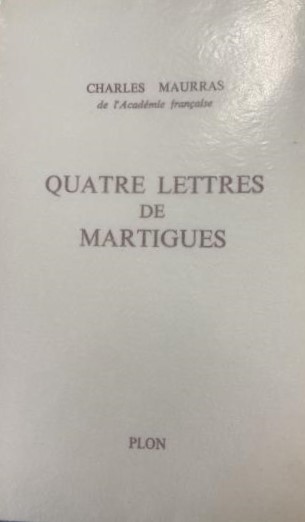 CHARLES MAURRAS
de l'Académie française
QUATRE LETTRES
DE
MARTIGUES
PLON